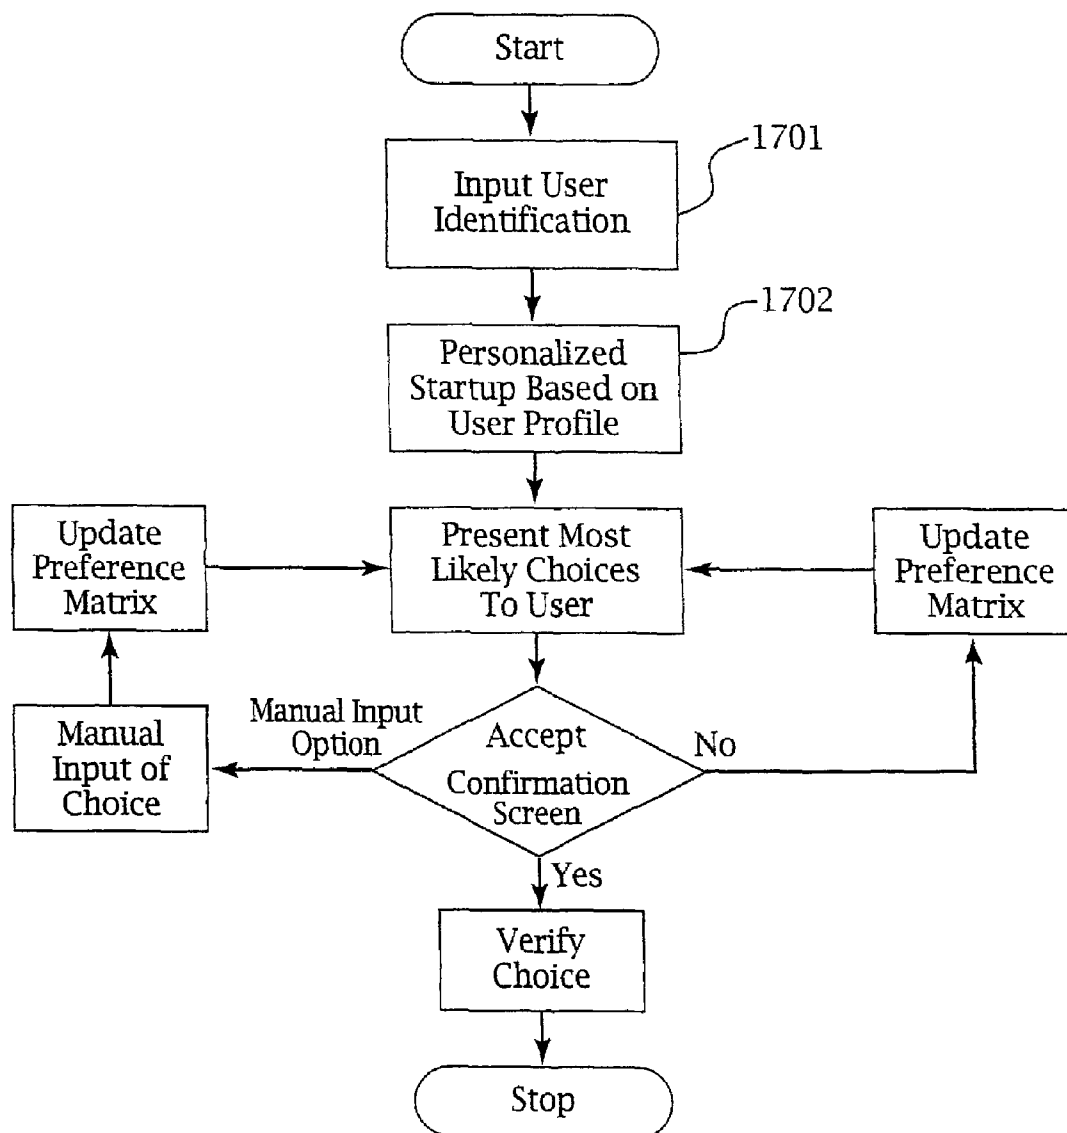 Start
1701
Input User
Identification
1702
Personalized
Startup Based on
User Profile
Update
Preference
Matrix
Present Most
Likely Choices
To User
Update
Preference
Matrix
Manual
Input of
Choice
Manual Input
Option
Accept
Confirmation
Screen
No
Yes
Verify
Choice
Stop